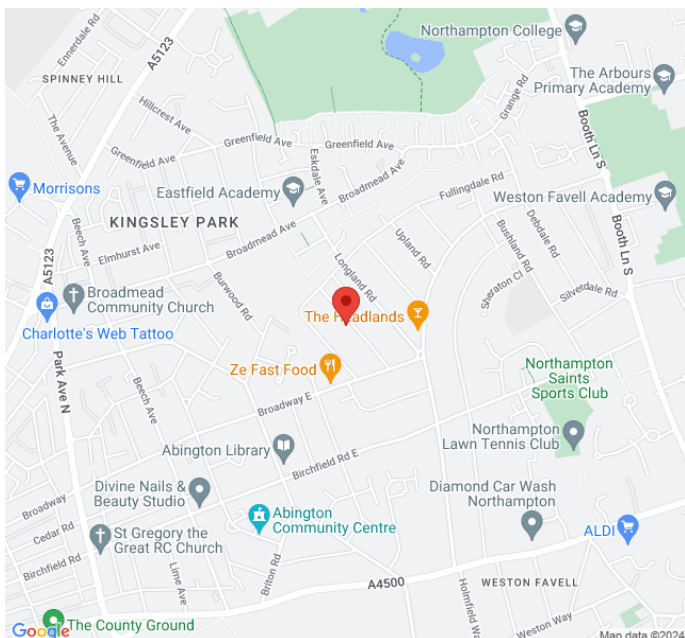 Ennerdale Rd
A5123
Northampton College
SPINNEY HILL
The Arbours
Primary Academy
Grange Rd
Hillcrest Ave
The Avenue
Greenfield Ave
Greenfield Ave
Greenfield Ave
Booth Ln S
Eskdale Ave
Broadmead Ave
Morrisons
Eastfield Academy
Fullingdale Rd
Weston Favell Academy
KINGSLEY PARK
Beech Ave
Broadmead Ave
Upland Rd
Debdale Rd
Bushland Rd
Elmhurst Ave
Longland Rd
Booth Ln S
A5123
Burwood Rd
Sheraton Cl
Silverdale Rd
Broadmead
Community Church
The Headlands
Charlotte's Web Tattoo
Park Ave N
Ze Fast Food
Northampton
Saints
Sports Club
Beech Ave
Broadway E
Northampton
Lawn Tennis Club
Abington Library
Birchfield Rd E
Divine Nails &
Beauty Studio
Diamond Car Wash
Northampton
Broadway
Abington
Community Centre
ALDI
Cedar Rd
St Gregory the
Great RC Church
Birchfield Rd
Lime Ave
Briton Rd
A4500
Holmfield Way
WESTON FAVELL
Weston Way
Google
The County Ground
Map data ©2024